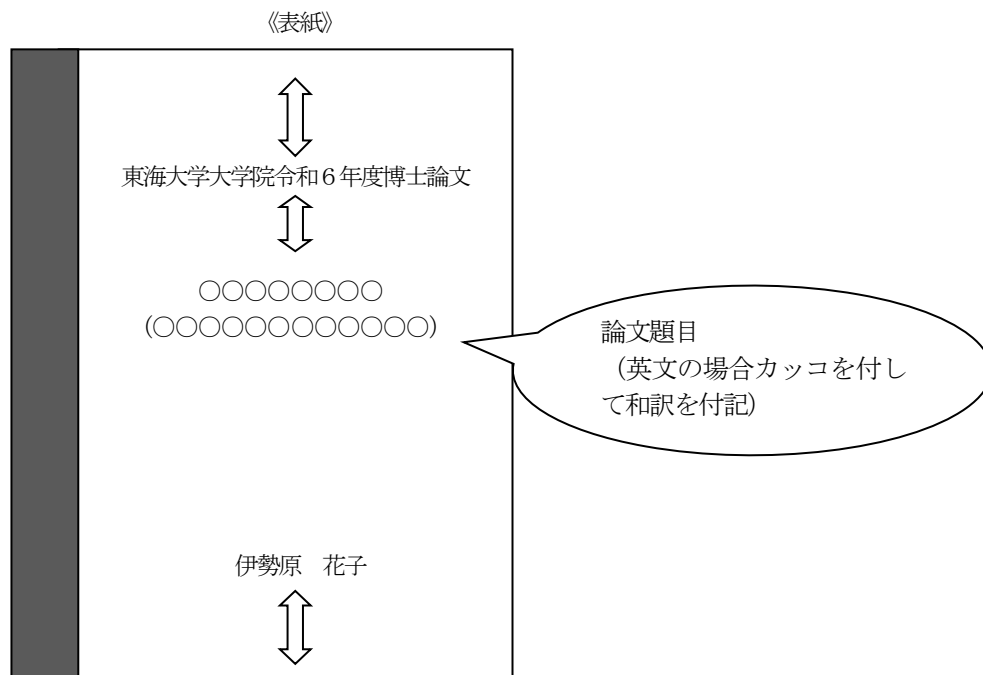 《表紙》
東海大学大学院令和６年度博士論文
○○○○○○○○
（○○○○○○○○○○○○）
論文題目
（英文の場合カッコを付し
て和訳を付記）
伊勢原　花子